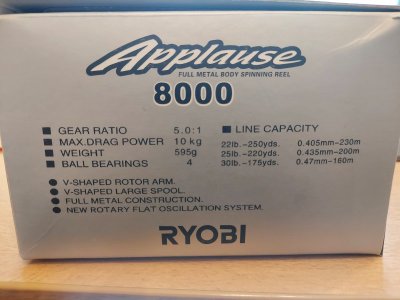 Applause
FULL METAL BODY SPINNING REEL
8000
GEAR RATIO 5.0:1
MAX.DRAG POWER 10 kg
WEIGHT 595g
BALL BEARINGS 4
LINE CAPACITY
22lb.-250yds. 0.405mm-230m
25lb.-220yds. 0.435mm-200m
30lb.-175yds. 0.47mm-160m
V-SHAPED ROTOR ARM.
V-SHAPED LARGE SPOOL.
FULL METAL CONSTRUCTION.
NEW ROTARY FLAT OSCILLATION SYSTEM.
RYOBI